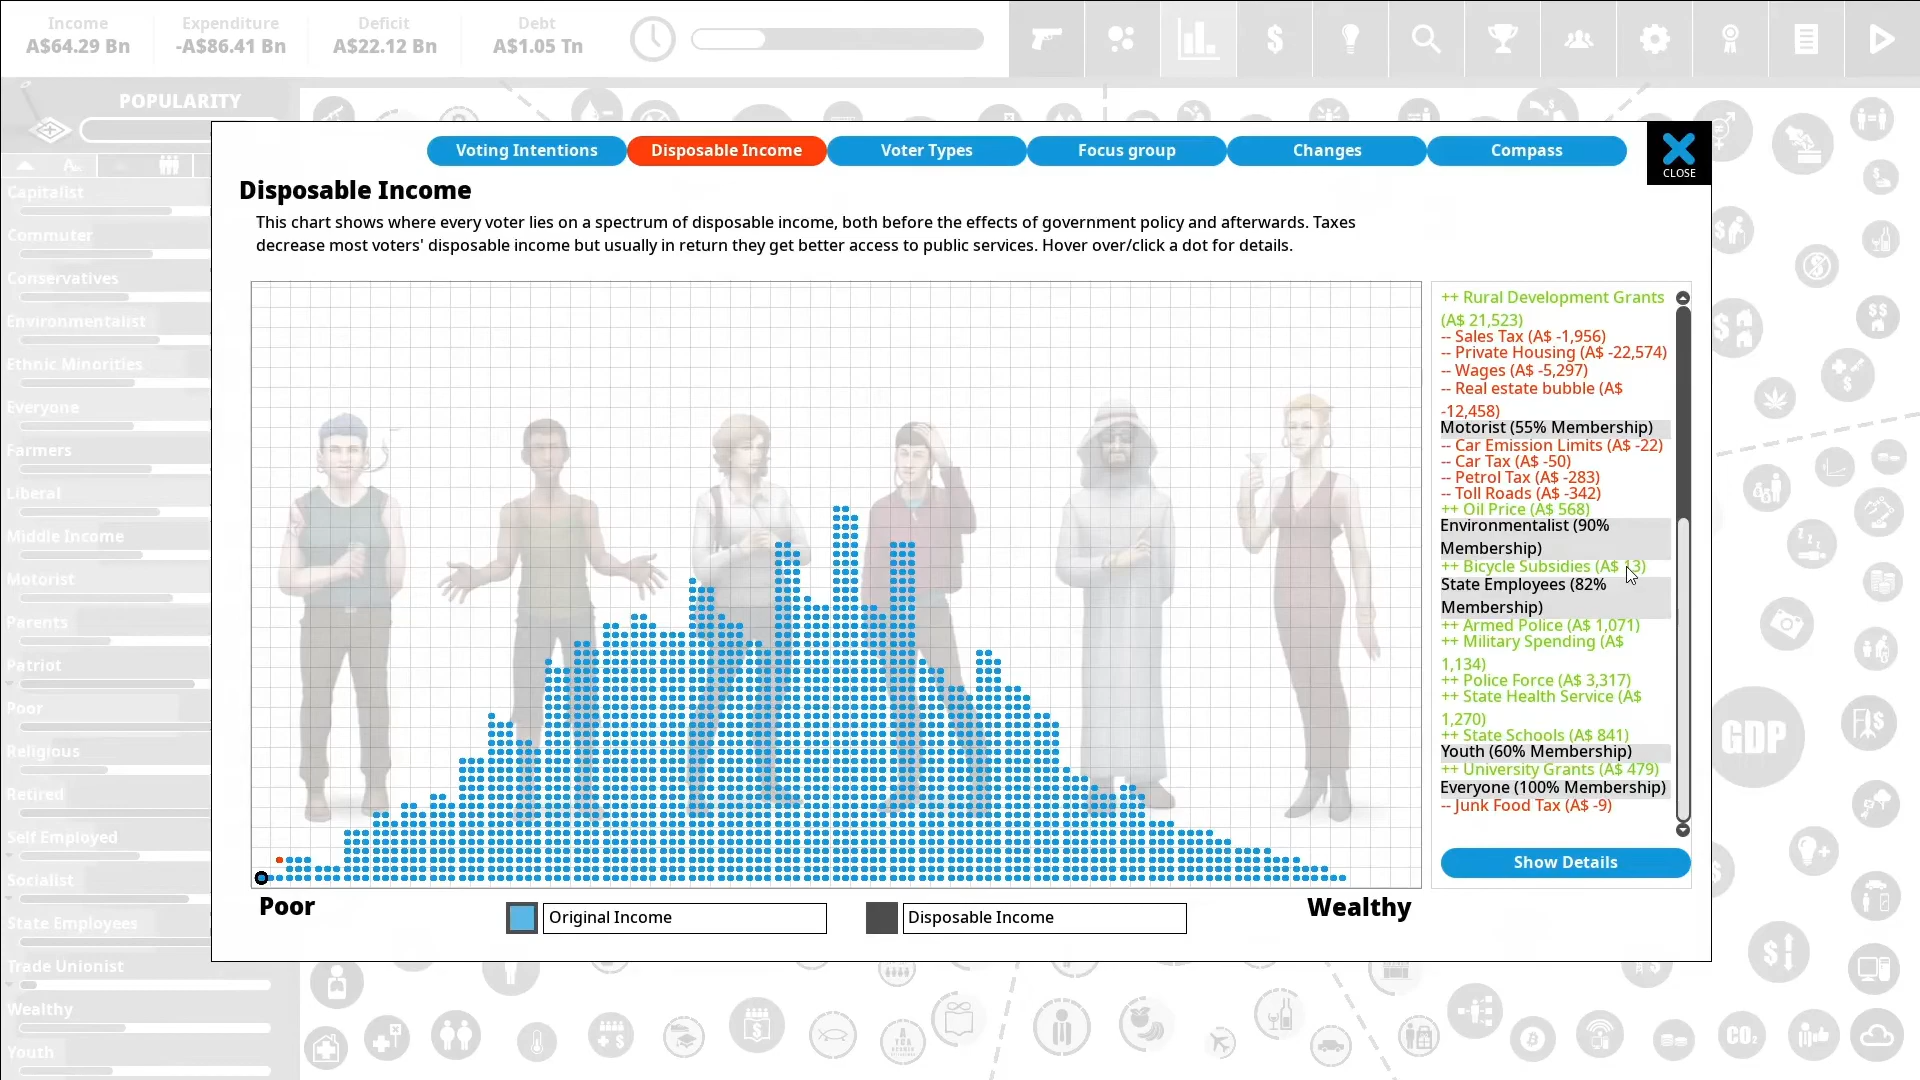 Income
A$64.29 Bn
Expenditure
-A$86.41 Bn
Deficit
A$22.12 Bn
Debt
A$1.05 Tn
POPULARITY
Capitalist
Commuter
Conservatives
Environmentalist
Ethnic Minorities
Everyone
Farmers
Liberal
Middle Income
Motorist
Parents
Patriot
Poor
Religious
Retired
Self Employed
Socialist
State Employees
Trade Unionist
Wealthy
Youth
Voting Intentions
Disposable Income
Voter Types
Focus group
Changes
Compass
CLOSE
Disposable Income
This chart shows where every voter lies on a spectrum of disposable income, both before the effects of government policy and afterwards. Taxes
decrease most voters' disposable income but usually in return they get better access to public services. Hover over/click a dot for details.
++ Rural Development Grants
(A$ 21,523)
-- Sales Tax (A$ -1,956)
-- Private Housing (A$ -22,574)
-- Wages (A$ -5,297)
-- Real estate bubble (A$
-12,458)
Motorist (55% Membership)
-- Car Emission Limits (A$ -22)
-- Car Tax (A$ -50)
-- Petrol Tax (A$ -283)
-- Toll Roads (A$ -342)
++ Oil Price (A$ 568)
Environmentalist (90%
Membership)
++ Bicycle Subsidies (A$ 13)
State Employees (82%
Membership)
++ Armed Police (A$ 1,071)
++ Military Spending (A$
1,134)
++ Police Force (A$ 3,317)
++ State Health Service (A$
1,270)
++ State Schools (A$ 841)
Youth (60% Membership)
++ University Grants (A$ 479)
Everyone (100% Membership)
-- Junk Food Tax (A$ -9)
Show Details
Poor
Wealthy
Original Income
Disposable Income
GDP
CO₂